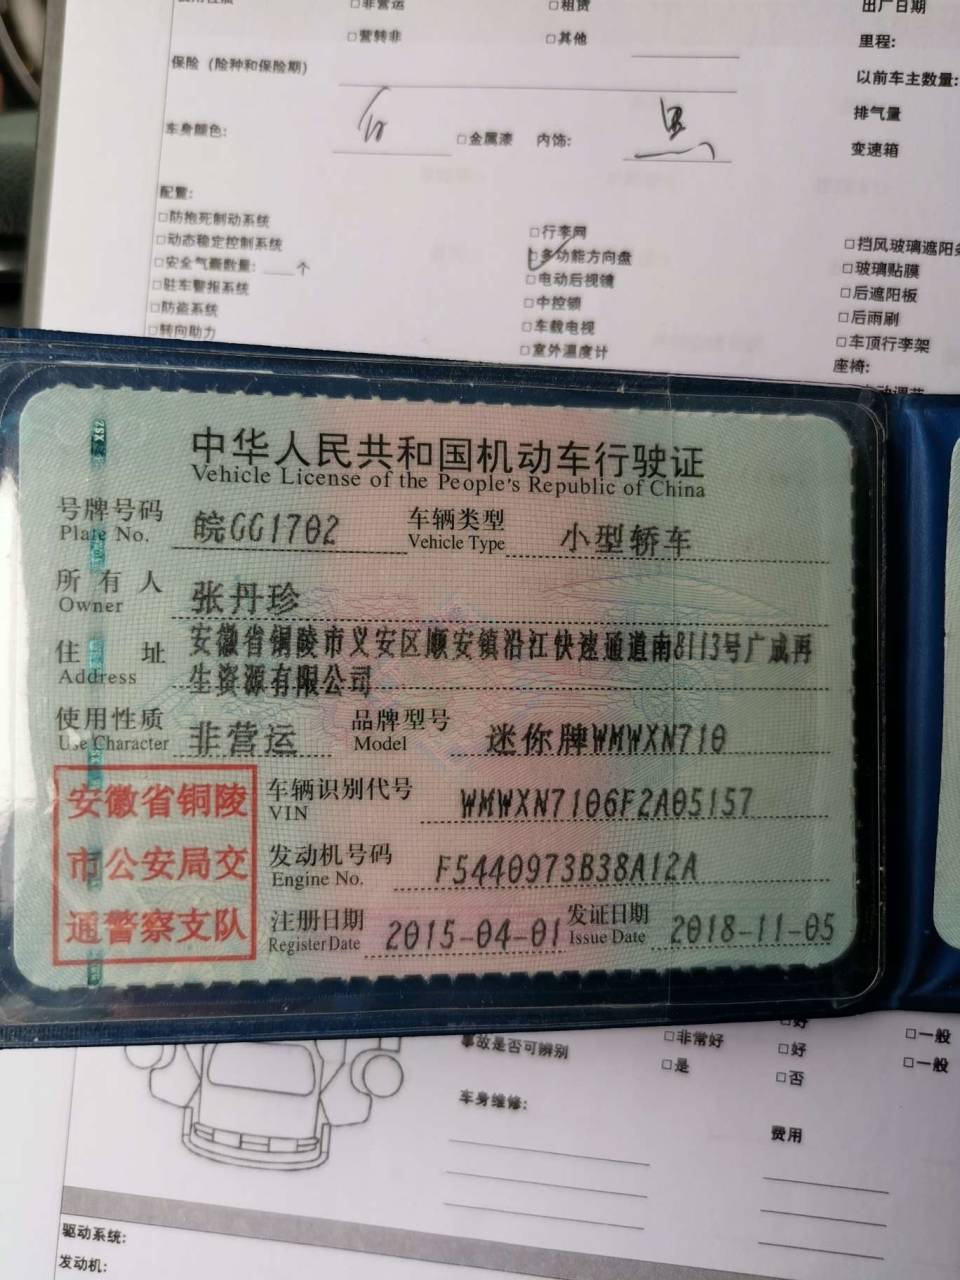 □非营运 □租赁 出厂日期
□营转非 □其他 里程:
保险（险种和保险期）
以前车主数量:
排气量
车身颜色: 白 □金属漆 内饰: 黑
变速箱
配置:
□防抱死制动系统 □行李网
□动态稳定控制系统 □多功能方向盘 □挡风玻璃遮阳
□安全气囊数量: 个 □电动后视镜 □玻璃贴膜
□驻车警报系统 □中控锁 □后遮阳板
□防盗系统 □车载电视 □后雨刷
□转向助力 □室外温度计 □车顶行李架
座椅:
中华人民共和国机动车行驶证
Vehicle License of the People's Republic of China
号牌号码 皖GG1702 车辆类型 小型轿车
Plate No. Vehicle Type
所有人 张丹珍
Owner
住址 安徽省铜陵市义安区顺安镇沿江快速通道南8113号广成再
Address 生资源有限公司
使用性质 非营运 品牌型号 迷你牌WMWXN710
Use Character Model
安徽省铜陵
市公安局交
通警察支队
车辆识别代号 WMWXN7106F2A05157
VIN
发动机号码 F5440973B38A12A
Engine No.
注册日期 2015-04-01 发证日期 2018-11-05
Register Date Issue Date
事故是否可辨别 □非常好 □好 □一般
□好 □一般
□是 □否
车身维修:
费用
驱动系统:
发动机: